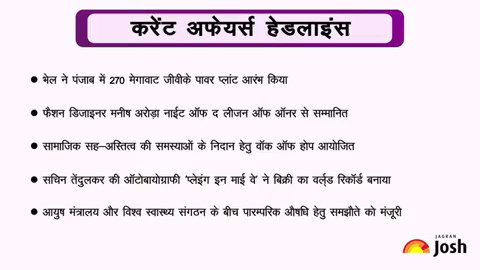 करेंट अफेयर्स हेडलाइंस
● भेल ने पंजाब में 270 मेगावाट जीवीके पावर प्लांट आरंभ किया
● फैशन डिजाइनर मनीष अरोड़ा नाईट ऑफ द लीजन ऑफ ऑनर से सम्मानित
● सामाजिक सह–अस्तित्व की समस्याओं के निदान हेतु वॉक ऑफ होप आयोजित
● सचिन तेंदुलकर की ऑटोबायोग्राफी 'प्लेइंग इन माई वे' ने बिक्री का वर्ल्ड रिकॉर्ड बनाया
● आयुष मंत्रालय और विश्व स्वास्थ्य संगठन के बीच पारम्परिक औषधि हेतु समझौते को मंजूरी
JAGRAN
Josh